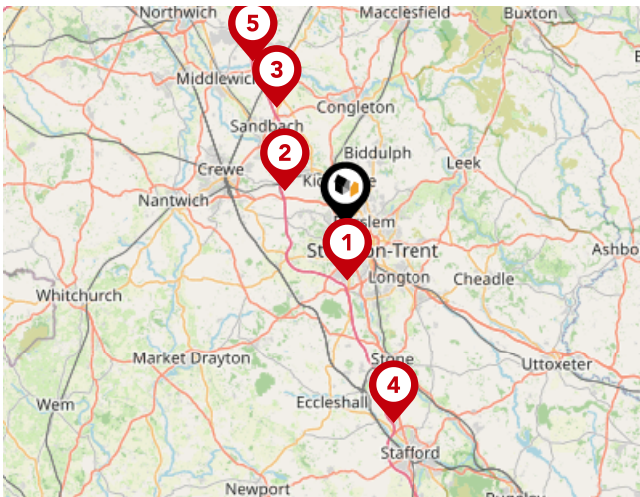 Northwich
Macclesfield
Buxton
5
3
Middlewic
Congleton
Sandbach
2
Biddulph
Crewe
Leek
Nantwich
1
Longton
Cheadle
Ashbo
Whitchurch
Market Drayton
Stone
Uttoxeter
4
Eccleshall
Wem
Stafford
Newport